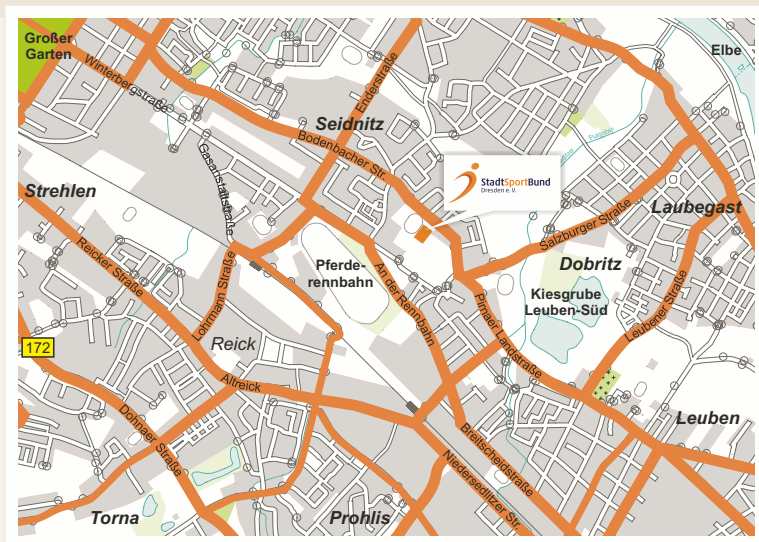 Großer
Garten
Elbe
Winterbergstraße
Enderstraße
Seidnitz
Bodenbacher Str.
Gasanstaltstraße
StadtSportBund
Dresden e. V.
Strehlen
Laubegast
Salzburger Straße
Reicker Straße
Lohrmann Straße
Pferde-
rennbahn
An der Rennbahn
Dobritz
Kiesgrube
Leuben-Süd
Pirnaer Landstraße
Leubener Straße
Reick
172
Altreick
Dohnaer Straße
Leuben
Breitscheidstraße
Niedersedlitzer Str.
Torna
Prohlis